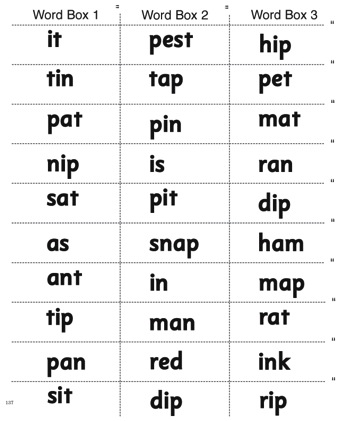 Word Box 1 Word Box 2 Word Box 3
it pest hip
tin tap pet
pat pin mat
nip is ran
sat pit dip
as snap ham
ant in map
tip man rat
pan red ink
sit dip rip